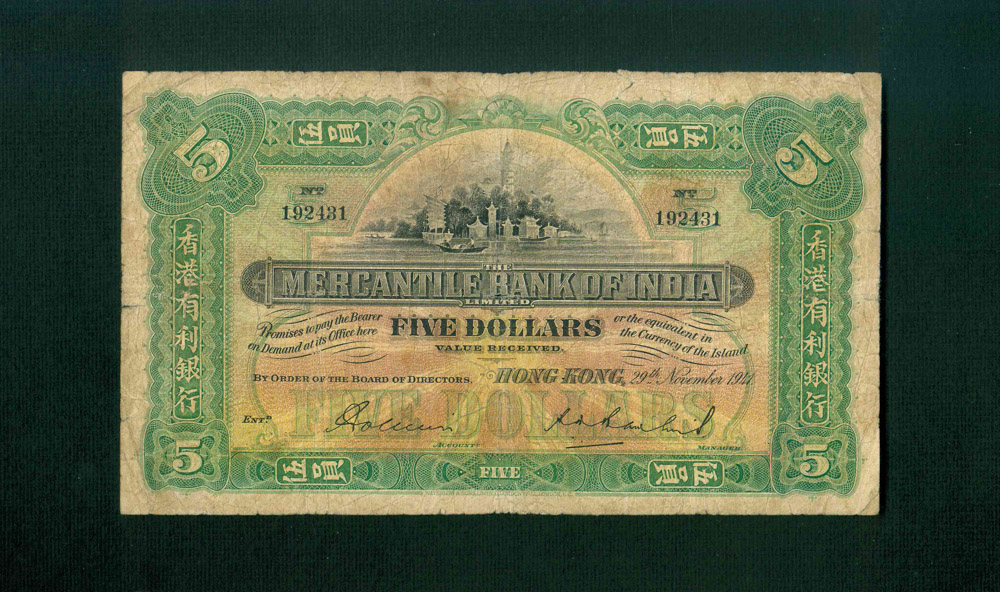 5 伍員 員伍 5
Nº 192431
Nº 192431
香港有利銀行
香港有利銀行
THE
MERCANTILE BANK OF INDIA
LIMITED
Promises to pay the Bearer on Demand at its Office here
FIVE DOLLARS
or the equivalent in the Currency of the Island.
VALUE RECEIVED.
BY ORDER OF THE BOARD OF DIRECTORS, HONG KONG, 29th November 1941.
FIVE DOLLARS
ENTD.
ACCOUNTT
MANAGER
5 伍員 FIVE 員伍 5